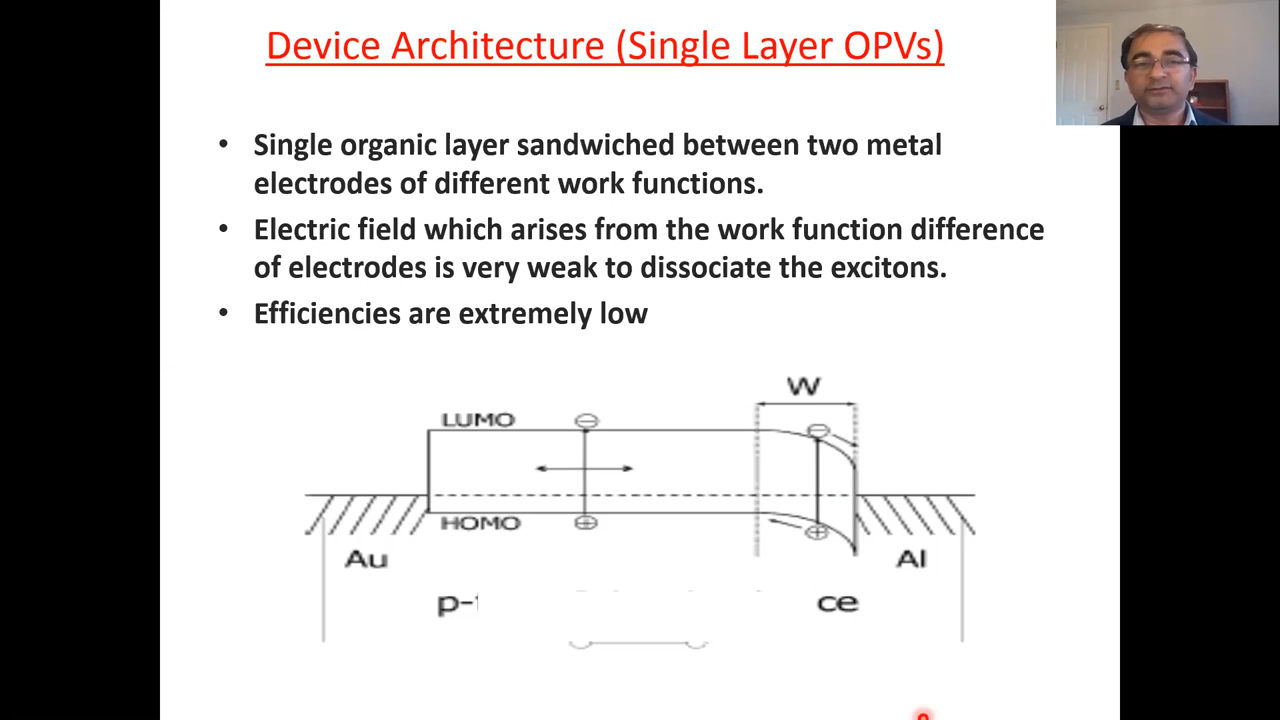 Device Architecture (Single Layer OPVs)
• Single organic layer sandwiched between two metal
electrodes of different work functions.
• Electric field which arises from the work function difference
of electrodes is very weak to dissociate the excitons.
• Efficiencies are extremely low
W
LUMO
HOMO
Au
Al
p-
ce